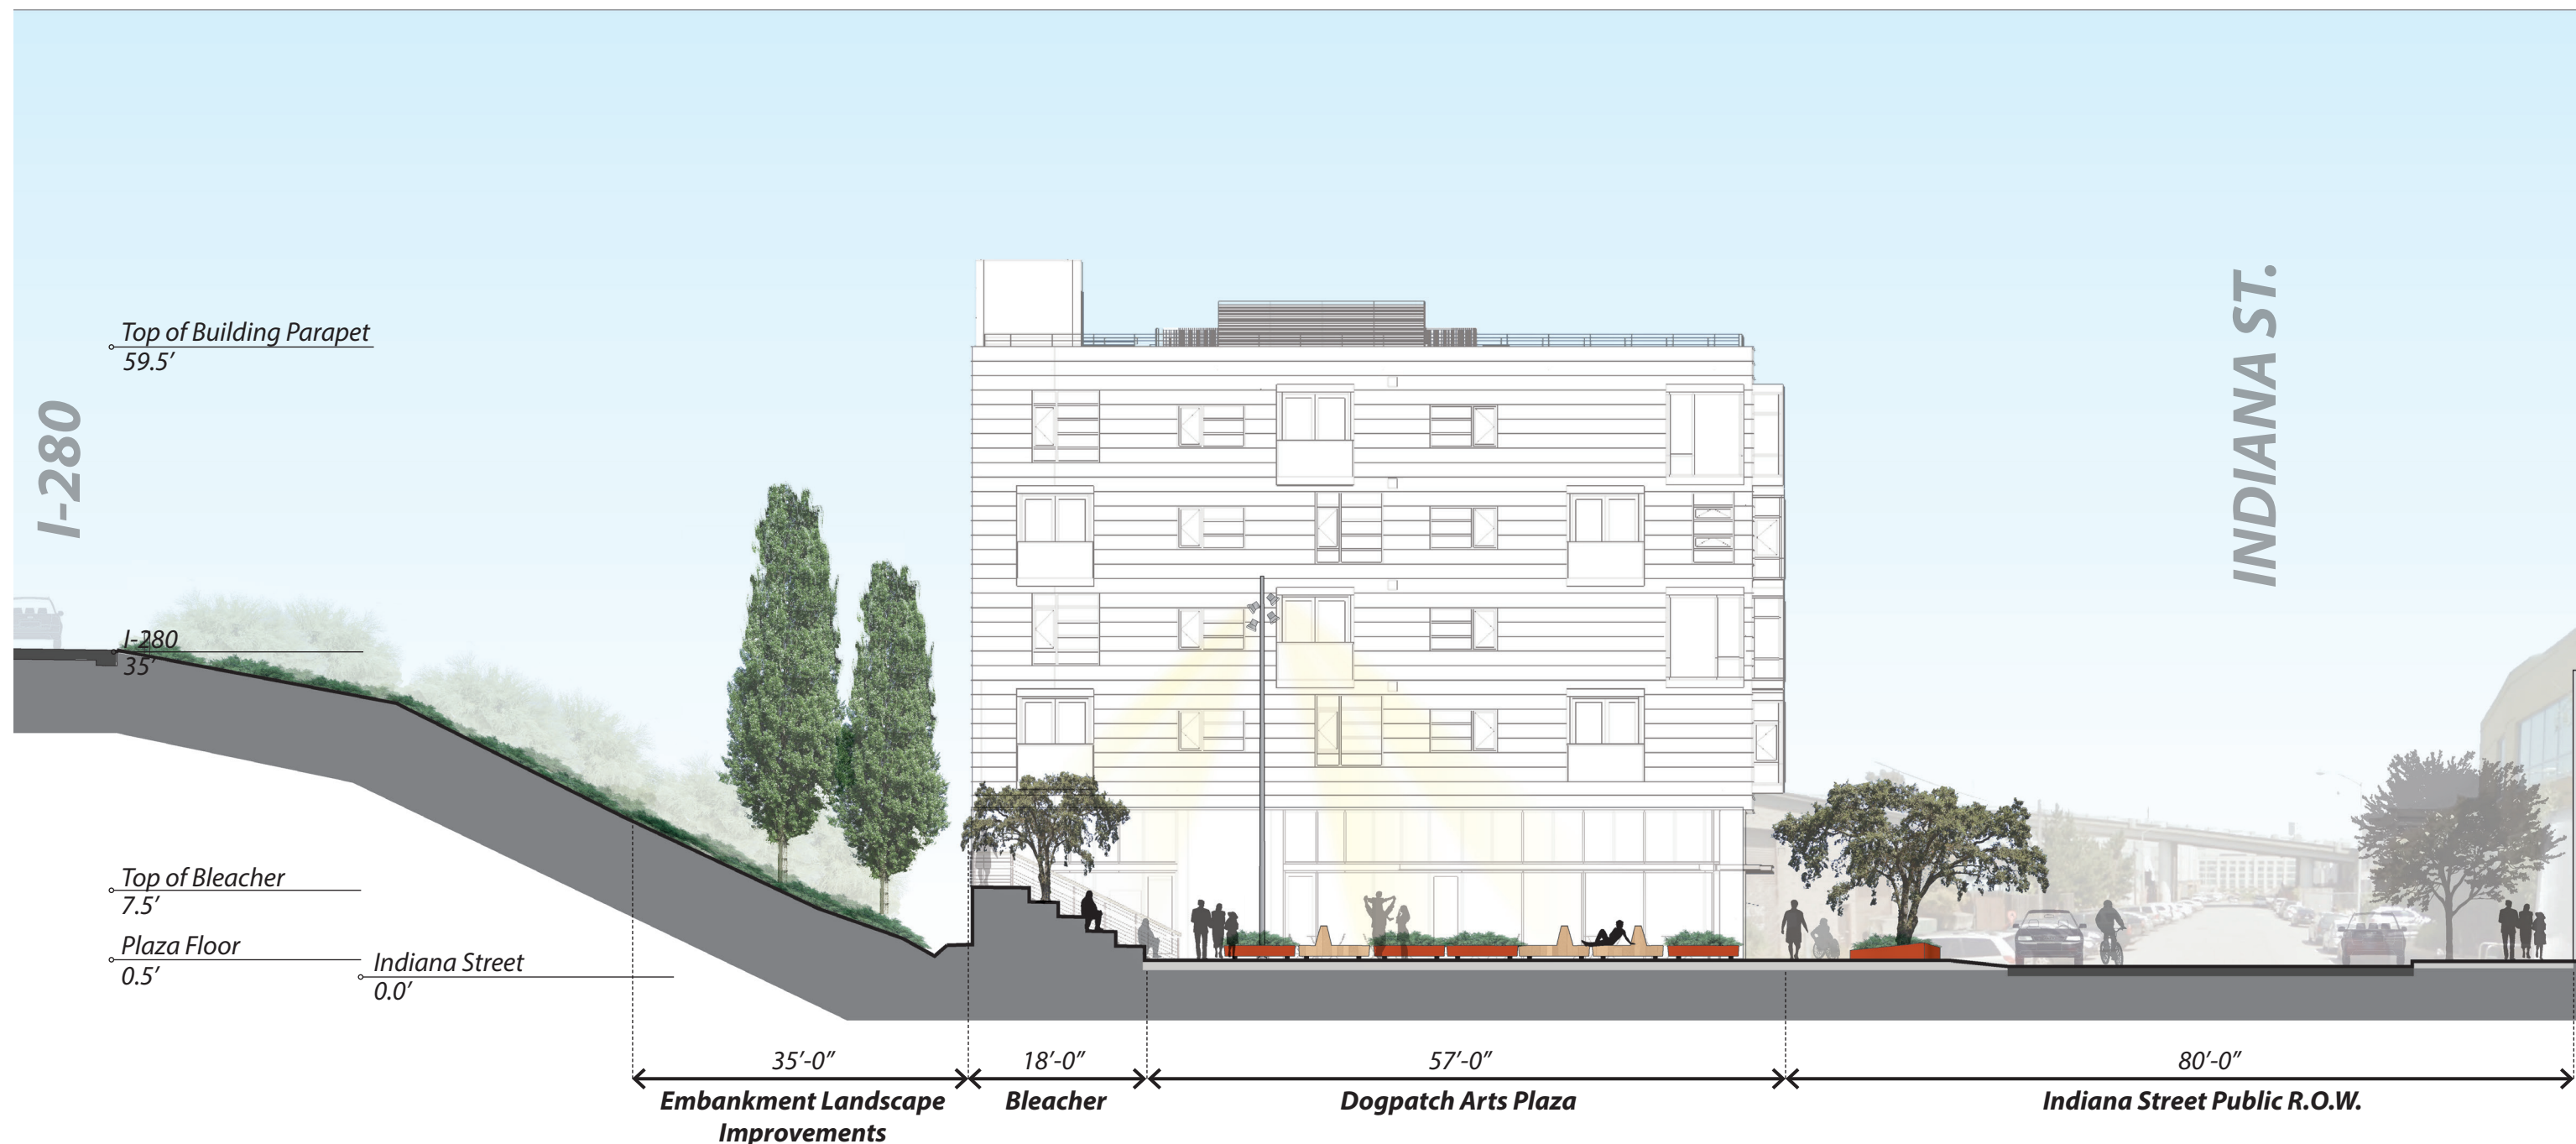 Top of Building Parapet
59.5′
I-280
INDIANA ST.
I-280
35′
Top of Bleacher
7.5′
Plaza Floor
0.5′
Indiana Street
0.0′
35′-0″
18′-0″
57′-0″
80′-0″
Embankment Landscape
Improvements
Bleacher
Dogpatch Arts Plaza
Indiana Street Public R.O.W.